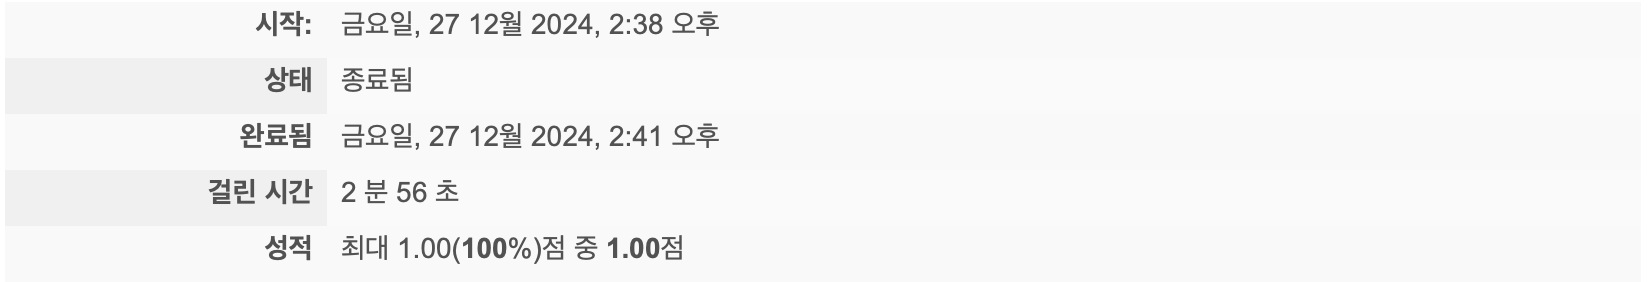 시작: 금요일, 27 12월 2024, 2:38 오후
상태 종료됨
완료됨 금요일, 27 12월 2024, 2:41 오후
걸린 시간 2 분 56 초
성적 최대 1.00(100%)점 중 1.00점